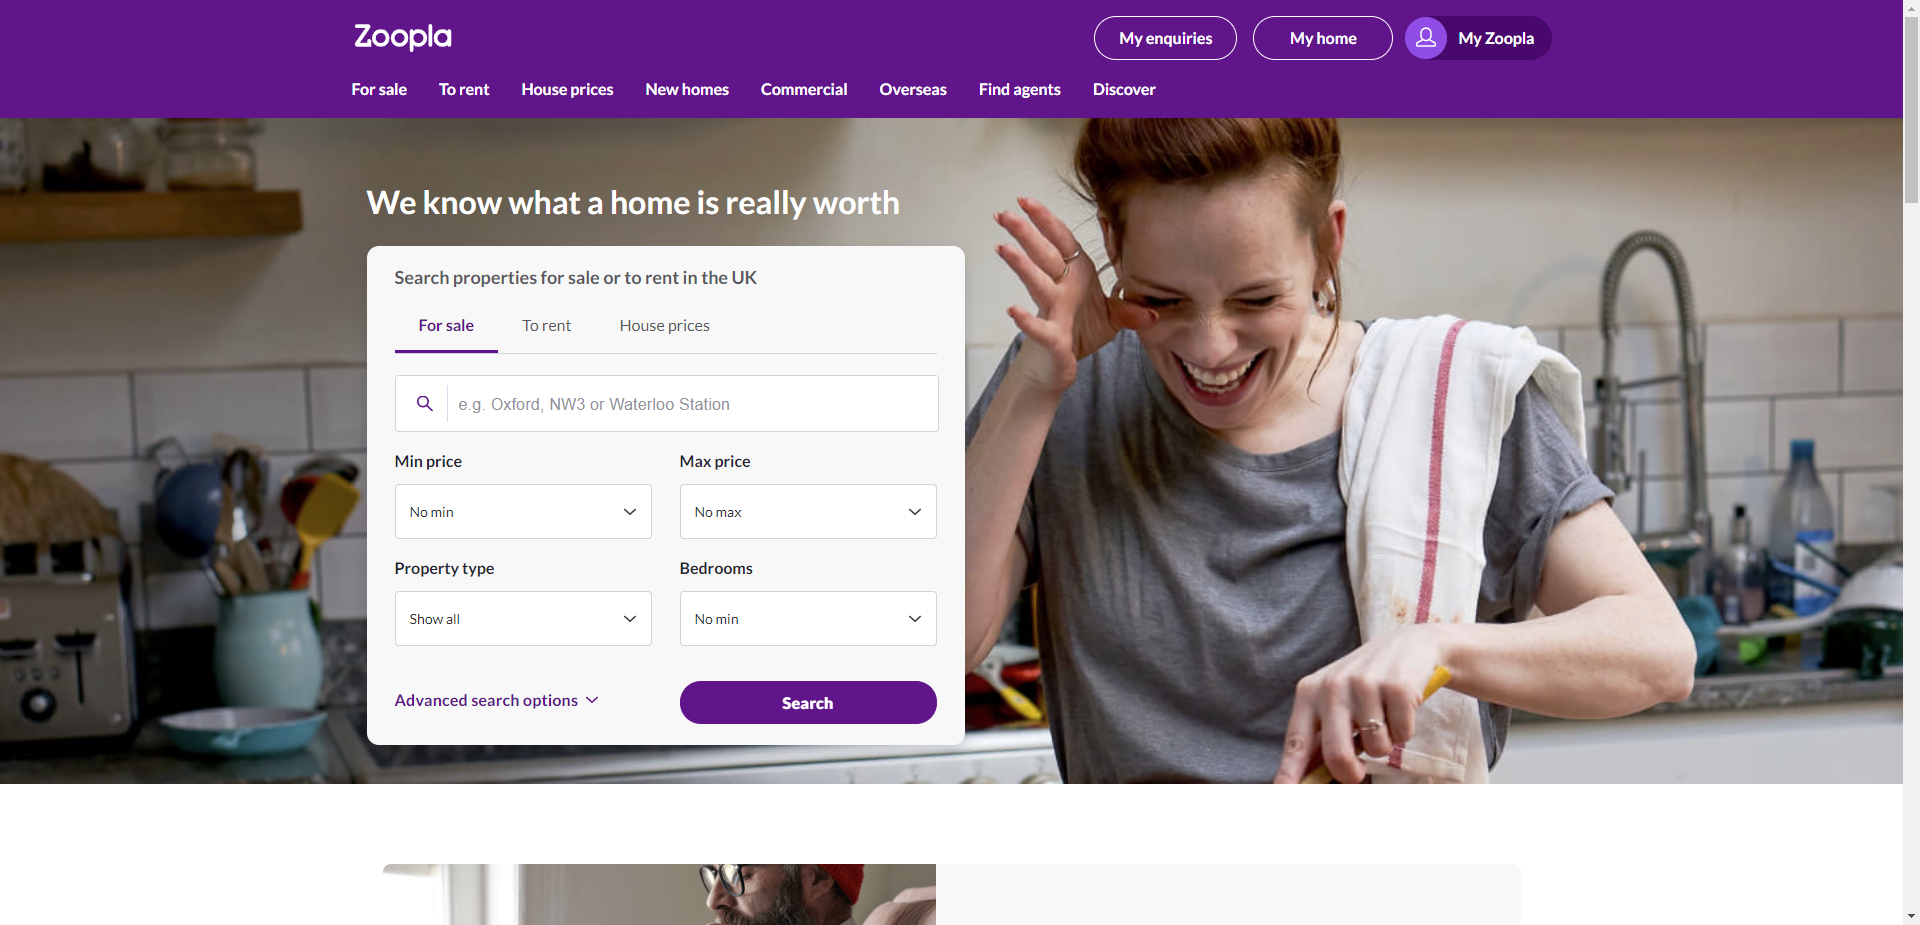 Zoopla
My enquiries
My home
My Zoopla
For sale
To rent
House prices
New homes
Commercial
Overseas
Find agents
Discover
We know what a home is really worth
Search properties for sale or to rent in the UK
For sale
To rent
House prices
e.g. Oxford, NW3 or Waterloo Station
Min price
Max price
No min
No max
Property type
Bedrooms
Show all
No min
Advanced search options
Search